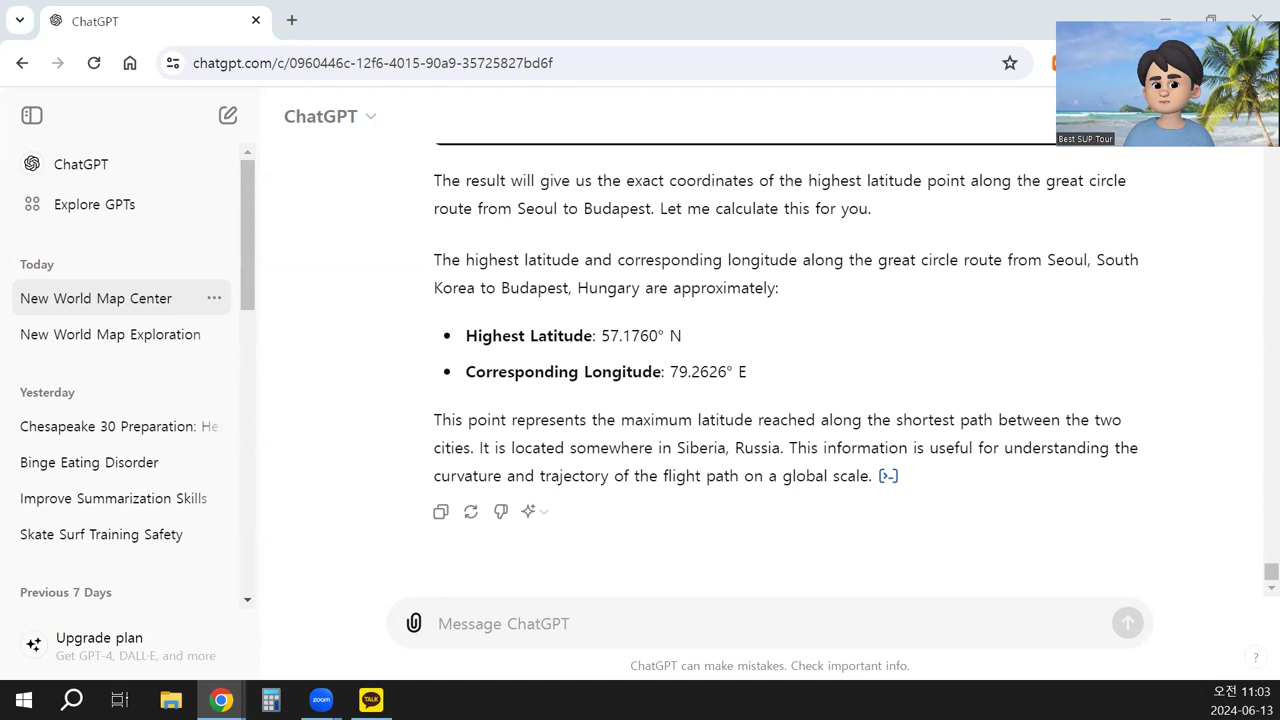 ChatGPT
chatgpt.com/c/0960446c-12f6-4015-90a9-35725827bd6f
Best SUP Tour
ChatGPT
ChatGPT
Explore GPTs
Today
New World Map Center
New World Map Exploration
Yesterday
Chesapeake 30 Preparation: He
Binge Eating Disorder
Improve Summarization Skills
Skate Surf Training Safety
Previous 7 Days
Upgrade plan
Get GPT-4, DALL·E, and more
The result will give us the exact coordinates of the highest latitude point along the great circle
route from Seoul to Budapest. Let me calculate this for you.
The highest latitude and corresponding longitude along the great circle route from Seoul, South
Korea to Budapest, Hungary are approximately:
• Highest Latitude: 57.1760° N
• Corresponding Longitude: 79.2626° E
This point represents the maximum latitude reached along the shortest path between the two
cities. It is located somewhere in Siberia, Russia. This information is useful for understanding the
curvature and trajectory of the flight path on a global scale. [>-]
Message ChatGPT
ChatGPT can make mistakes. Check important info.
?
zoom
TALK
오전 11:03
2024-06-13